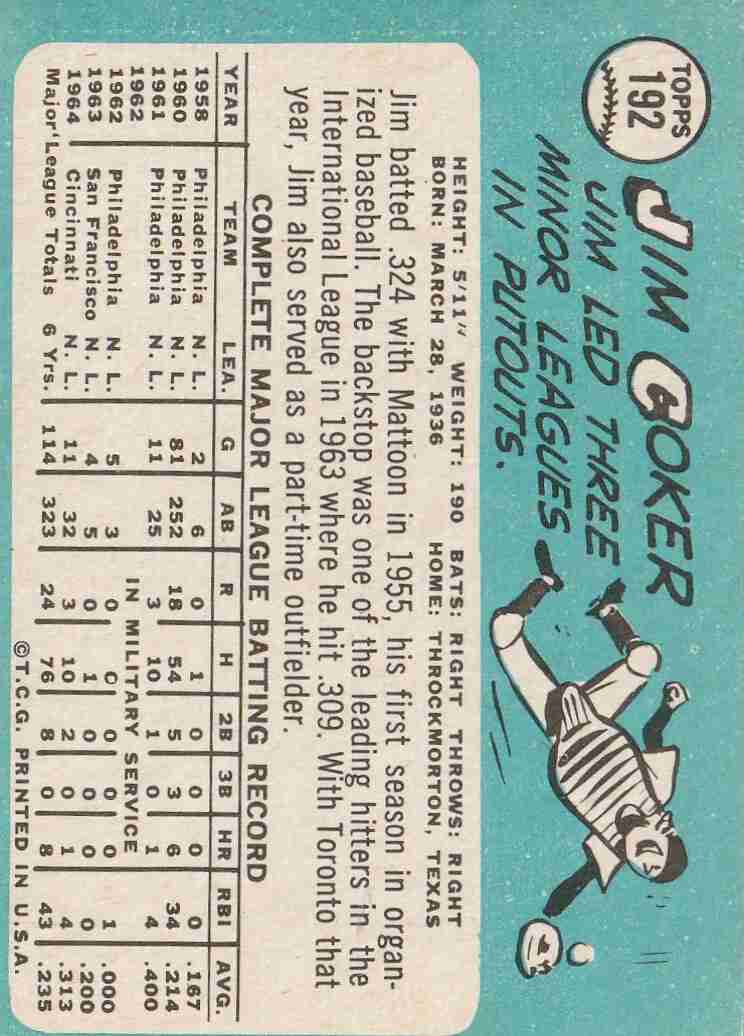 TOPPS
192
JIM COKER
JIM LED THREE
MINOR LEAGUES
IN PUTOUTS.
HEIGHT: 5'11" WEIGHT: 190 BATS: RIGHT THROWS: RIGHT
BORN: MARCH 28, 1936 HOME: THROCKMORTON, TEXAS
Jim batted .324 with Mattoon in 1955, his first season in organ-
ized baseball. The backstop was one of the leading hitters in the
International League in 1963 where he hit .309. With Toronto that
year, Jim also served as a part-time outfielder.
COMPLETE MAJOR LEAGUE BATTING RECORD
YEAR TEAM LEA. G AB R H 2B 3B HR RBI AVG.
1958 Philadelphia N. L. 2 6 0 1 0 0 0 0 .167
1960 Philadelphia N. L. 81 252 18 54 5 3 6 34 .214
1961 Philadelphia N. L. 11 25 3 10 1 0 1 4 .400
1962 IN MILITARY SERVICE
1962 Philadelphia N. L. 5 3 0 0 0 0 0 1 .000
1963 San Francisco N. L. 4 5 0 1 0 0 0 0 .200
1964 Cincinnati N. L. 11 32 3 10 2 0 1 4 .313
Major League Totals 6 Yrs. 114 323 24 76 8 0 8 43 .235
©T.C.G. PRINTED IN U.S.A.